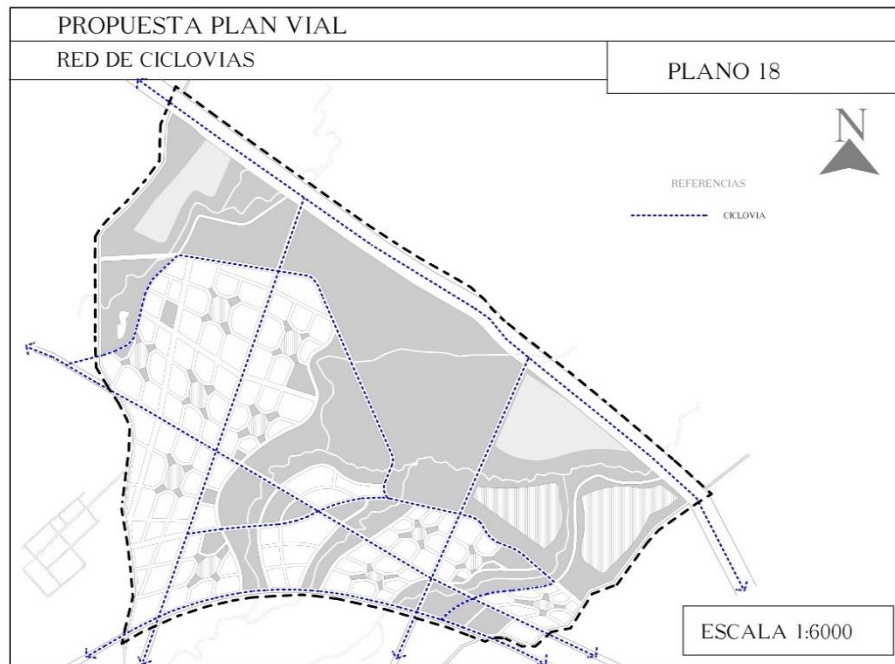 PROPUESTA PLAN VIAL
RED DE CICLOVIAS
PLANO 18
N
REFERENCIAS
CICLOVIA
ESCALA 1:6000